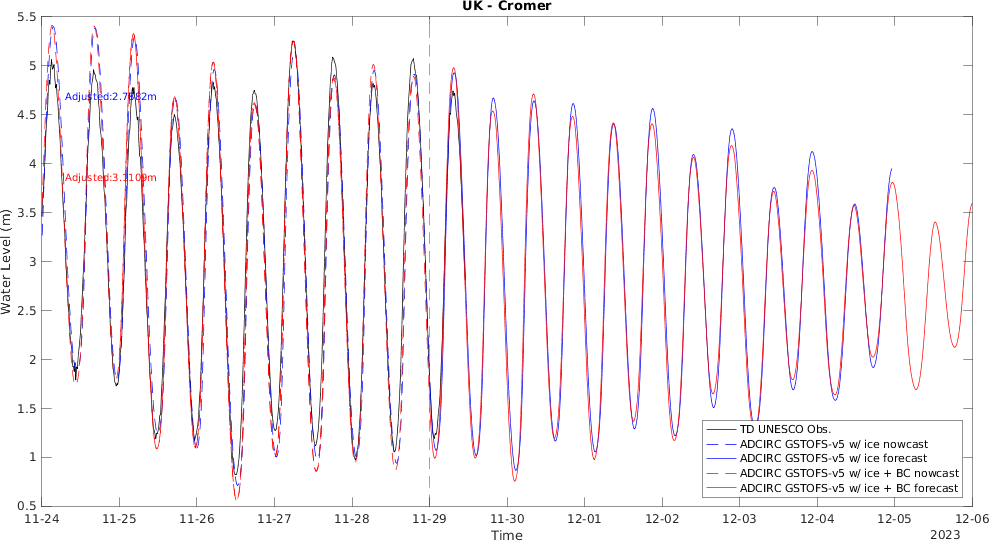 UK - Cromer
5.5
5
4.5
4
3.5
3
2.5
2
1.5
1
0.5
Water Level (m)
Adjusted:2.7882m
Adjusted:3.1109m
TD UNESCO Obs.
ADCIRC GSTOFS-v5 w/ ice nowcast
ADCIRC GSTOFS-v5 w/ ice forecast
ADCIRC GSTOFS-v5 w/ ice + BC nowcast
ADCIRC GSTOFS-v5 w/ ice + BC forecast
11-24 11-25 11-26 11-27 11-28 11-29 11-30 12-01 12-02 12-03 12-04 12-05 12-06
Time
2023